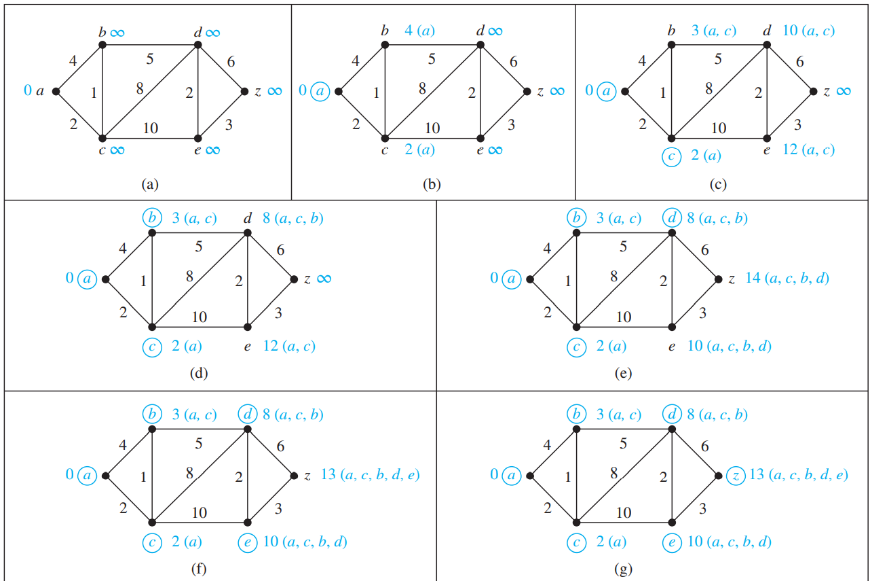 b ∞ d ∞
4 5 6
0 a 1 8 2 z ∞
2 10 3
c ∞ e ∞
(a)
b 4 (a) d ∞
4 5 6
0 a 1 8 2 z ∞
2 10 3
c 2 (a) e ∞
(b)
b 3 (a, c) d 10 (a, c)
4 5 6
0 a 1 8 2 z ∞
2 10 3
c 2 (a) e 12 (a, c)
(c)
b 3 (a, c) d 8 (a, c, b)
4 5 6
0 a 1 8 2 z ∞
2 10 3
c 2 (a) e 12 (a, c)
(d)
b 3 (a, c) d 8 (a, c, b)
4 5 6
0 a 1 8 2 z 14 (a, c, b, d)
2 10 3
c 2 (a) e 10 (a, c, b, d)
(e)
b 3 (a, c) d 8 (a, c, b)
4 5 6
0 a 1 8 2 z 13 (a, c, b, d, e)
2 10 3
c 2 (a) e 10 (a, c, b, d)
(f)
b 3 (a, c) d 8 (a, c, b)
4 5 6
0 a 1 8 2 z 13 (a, c, b, d, e)
2 10 3
c 2 (a) e 10 (a, c, b, d)
(g)